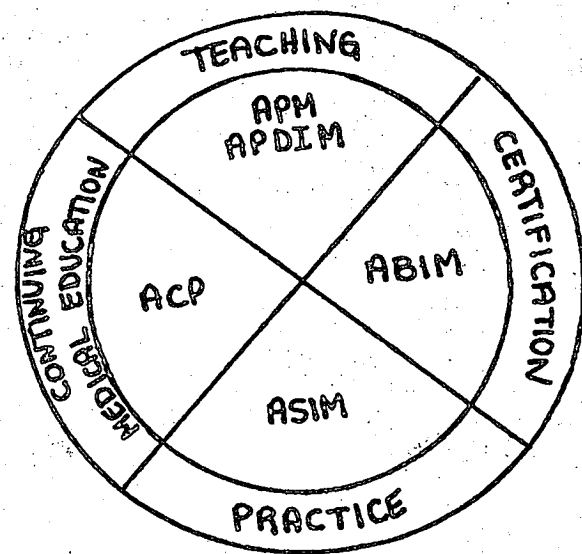 TEACHING
APM
APDIM
CERTIFICATION
ABIM
CONTINUING
MEDICAL EDUCATION
ACP
ASIM
PRACTICE